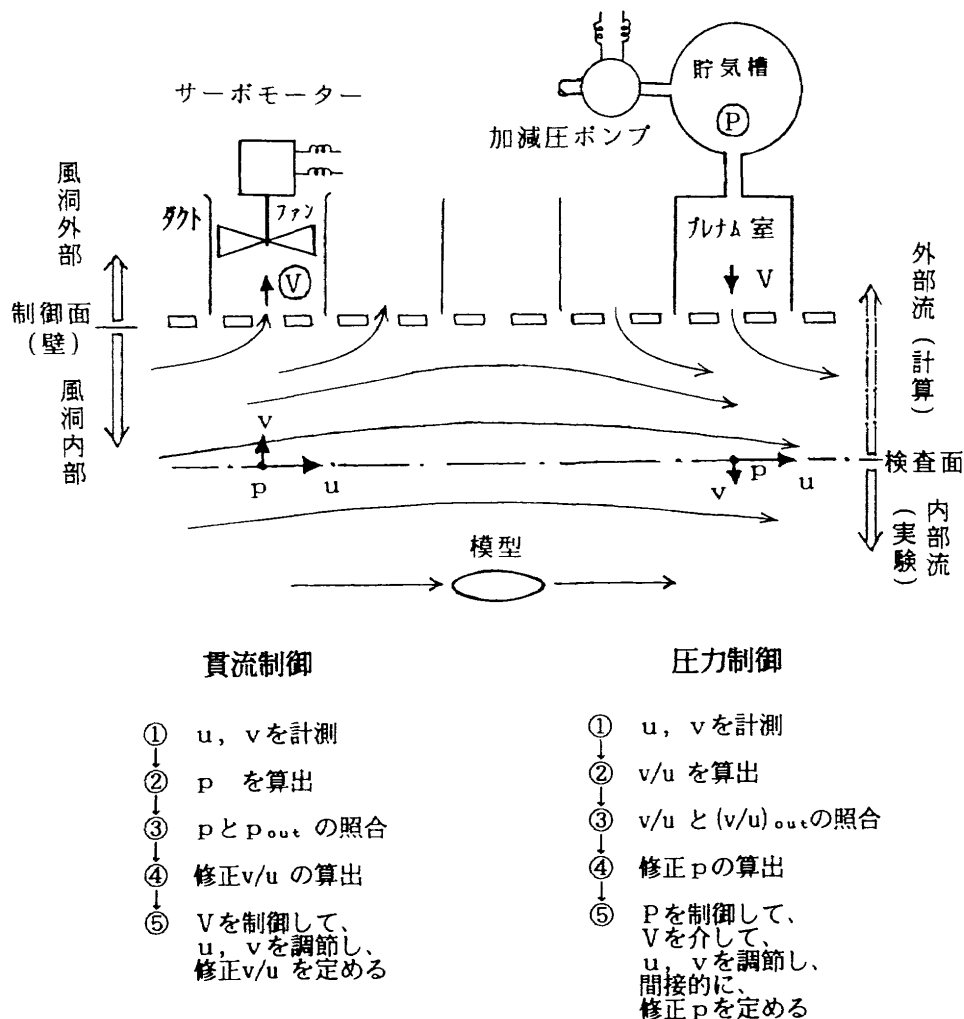 サーボモーター
貯気槽
P
加減圧ポンプ
風洞外部
ダクト
ファン
V
プレナム室
V
外部流(計算)
制御面
(壁)
風洞内部
v
p
u
p
v
u
検査面
内部流
(実験)
模型
貫流制御
① u, vを計測
② p を算出
③ pとpoutの照合
④ 修正v/u の算出
⑤ Vを制御して、
u, vを調節し、
修正v/u を定める
圧力制御
① u, vを計測
② v/u を算出
③ v/u と(v/u)outの照合
④ 修正pの算出
⑤ Pを制御して、
Vを介して、
u, vを調節し、
間接的に、
修正pを定める